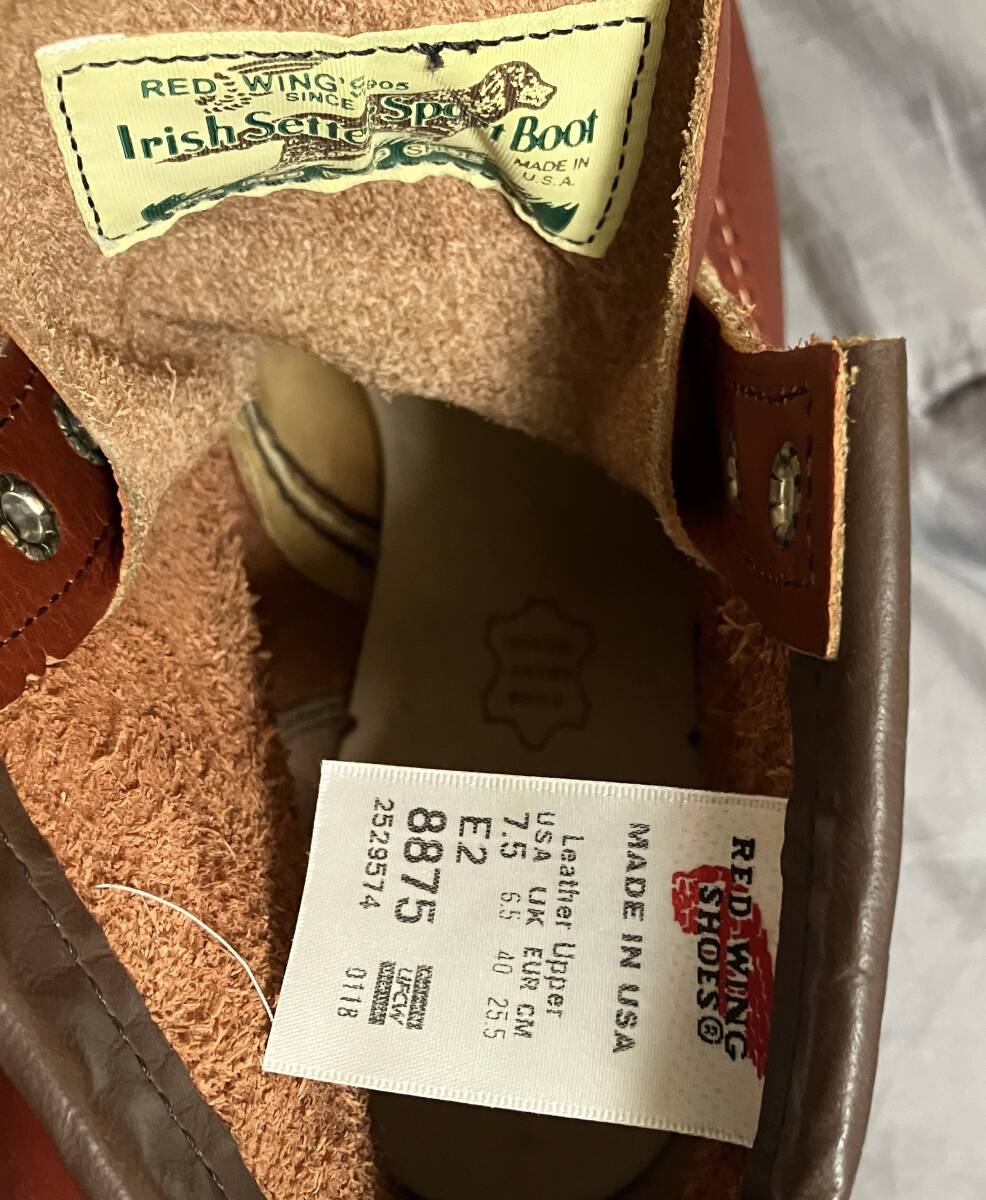 RED WING'S
SINCE 1905
Irish Setter Sport Boot
MADE IN
U.S.A.
RED WING
SHOES®
MADE IN USA
Leather Upper
USA UK EUR CM
7.5 6.5 40 25.5
E2
8875
2529574
UFCW
0118